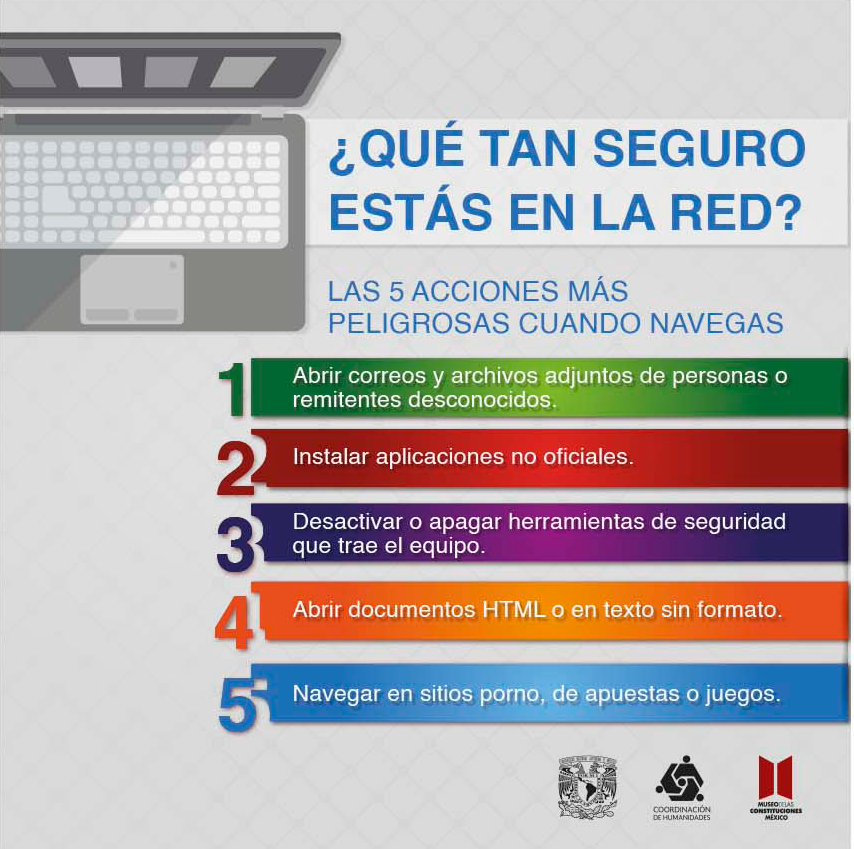 ¿QUÉ TAN SEGURO
ESTÁS EN LA RED?
LAS 5 ACCIONES MÁS
PELIGROSAS CUANDO NAVEGAS
1
Abrir correos y archivos adjuntos de personas o
remitentes desconocidos.
2
Instalar aplicaciones no oficiales.
3
Desactivar o apagar herramientas de seguridad
que trae el equipo.
4
Abrir documentos HTML o en texto sin formato.
5
Navegar en sitios porno, de apuestas o juegos.
COORDINACIÓN
DE HUMANIDADES
MUSEO DE LAS
CONSTITUCIONES
MÉXICO